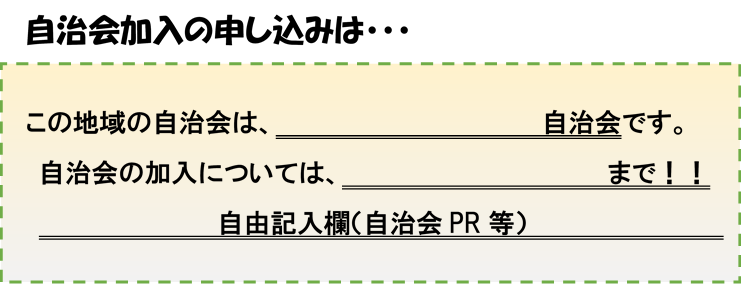 自治会加入の申し込みは・・・
この地域の自治会は、　　　　　　　　　　自治会です。
自治会の加入については、　　　　　　　　　　まで！！
自由記入欄（自治会 PR 等）